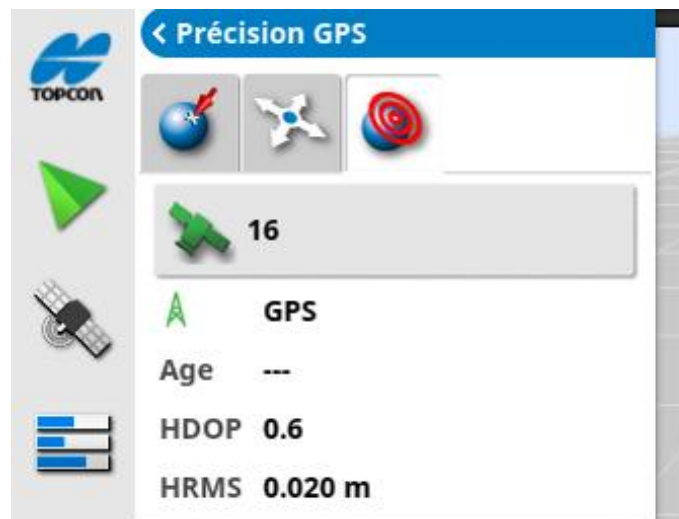 < Précision GPS
TOPCON
16
GPS
Age ---
HDOP 0.6
HRMS 0.020 m